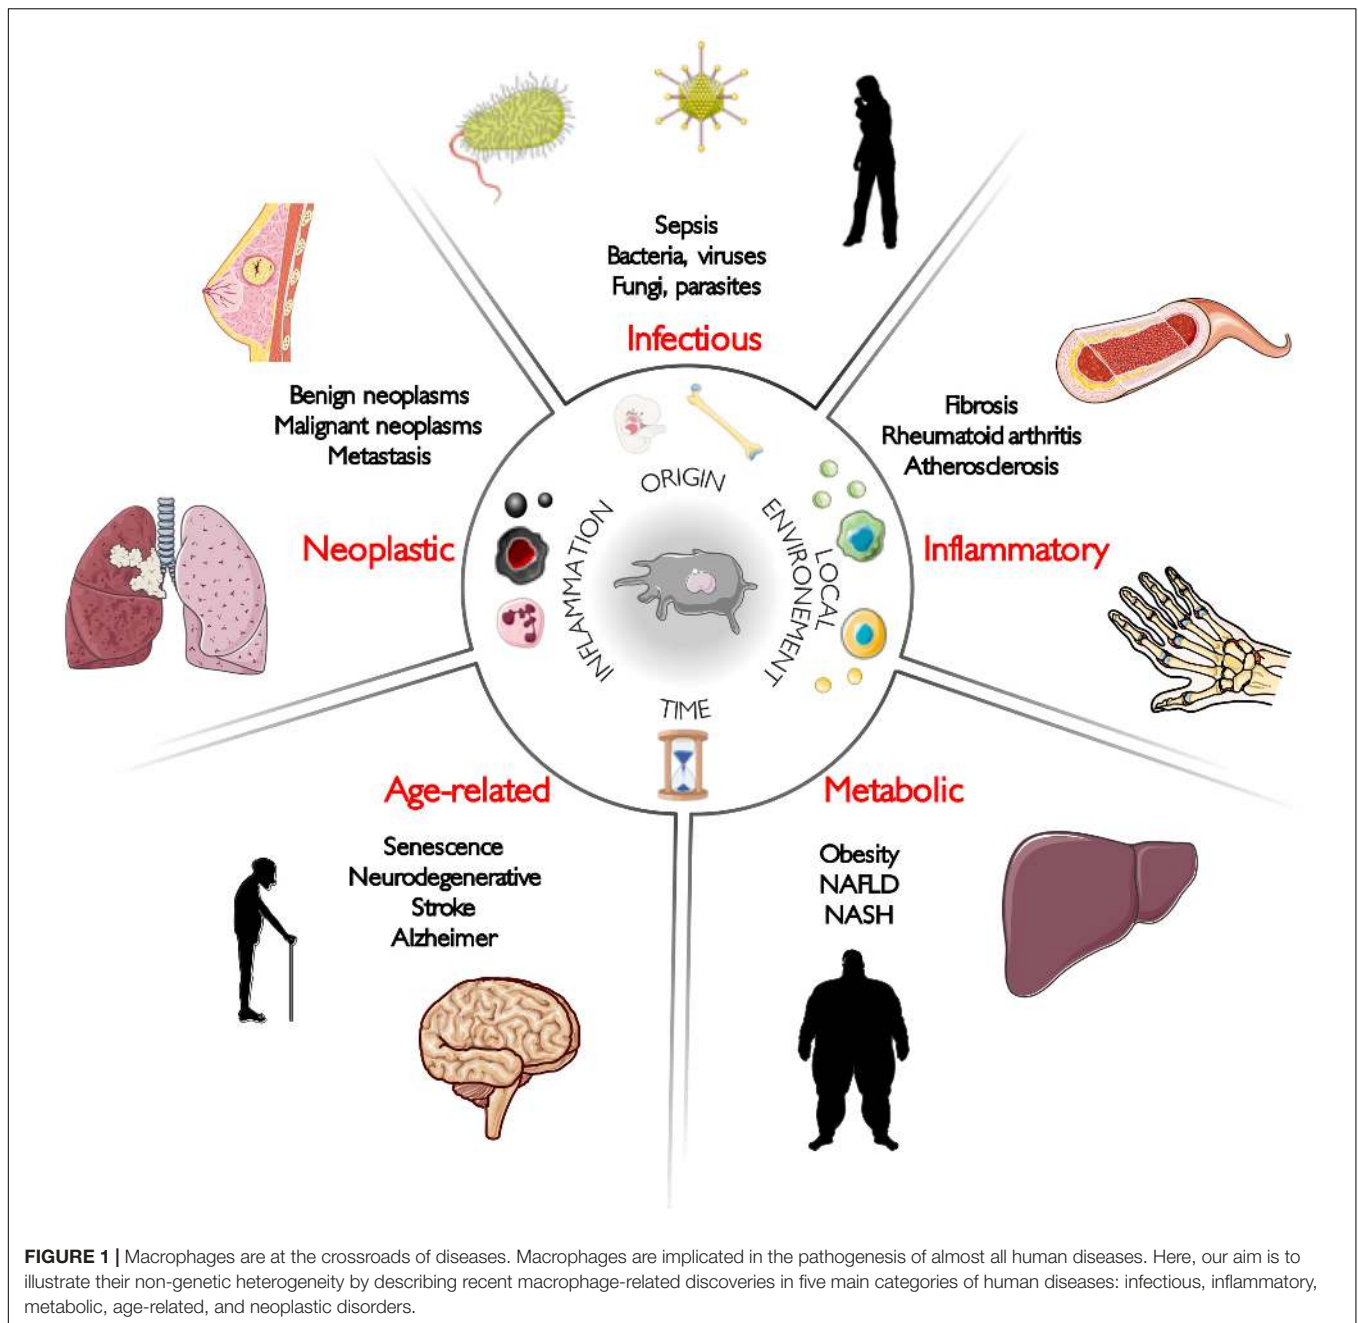 Sepsis
Bacteria, viruses
Fungi, parasites
Infectious
Benign neoplasms
Malignant neoplasms
Metastasis
Neoplastic
Fibrosis
Rheumatoid arthritis
Atherosclerosis
Inflammatory
ORIGIN
INFLAMMATION
LOCAL
ENVIRONEMENT
TIME
Age-related
Senescence
Neurodegenerative
Stroke
Alzheimer
Metabolic
Obesity
NAFLD
NASH
FIGURE 1 | Macrophages are at the crossroads of diseases. Macrophages are implicated in the pathogenesis of almost all human diseases. Here, our aim is to
illustrate their non-genetic heterogeneity by describing recent macrophage-related discoveries in five main categories of human diseases: infectious, inflammatory,
metabolic, age-related, and neoplastic disorders.